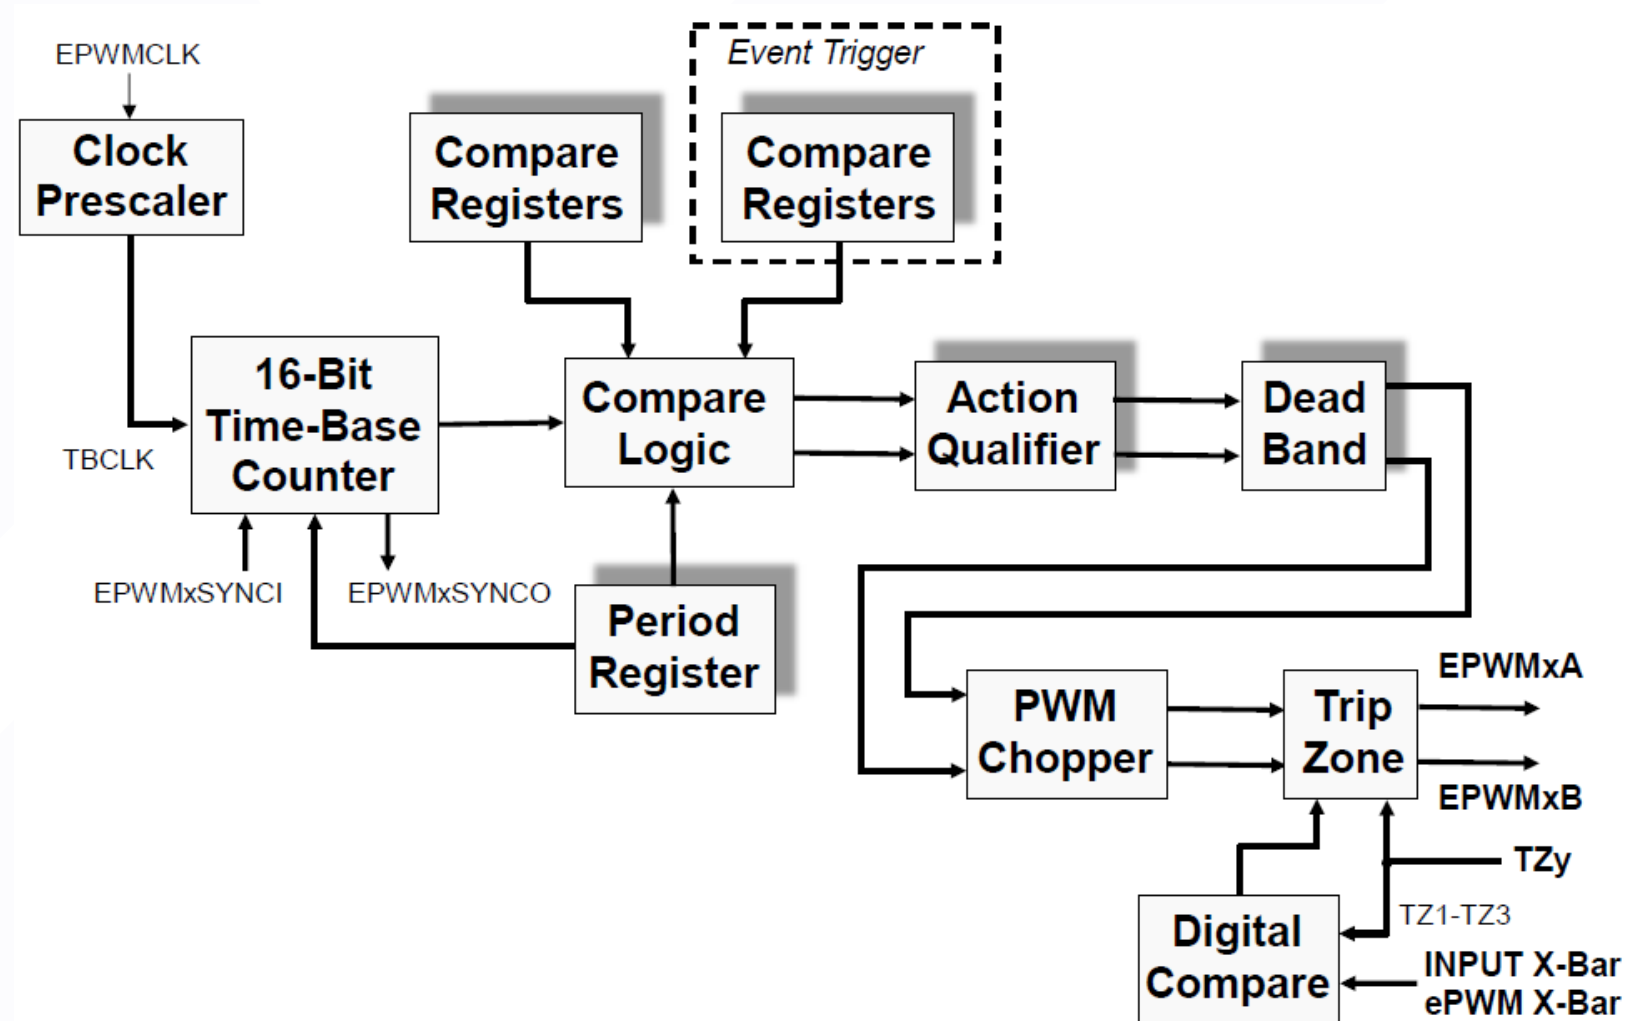 EPWMCLK
Clock
Prescaler
Compare
Registers
Event Trigger
Compare
Registers
16-Bit
Time-Base
Counter
TBCLK
Compare
Logic
Action
Qualifier
Dead
Band
EPWMxSYNCI
EPWMxSYNCO
Period
Register
PWM
Chopper
Trip
Zone
EPWMxA
EPWMxB
TZy
TZ1-TZ3
Digital
Compare
INPUT X-Bar
ePWM X-Bar